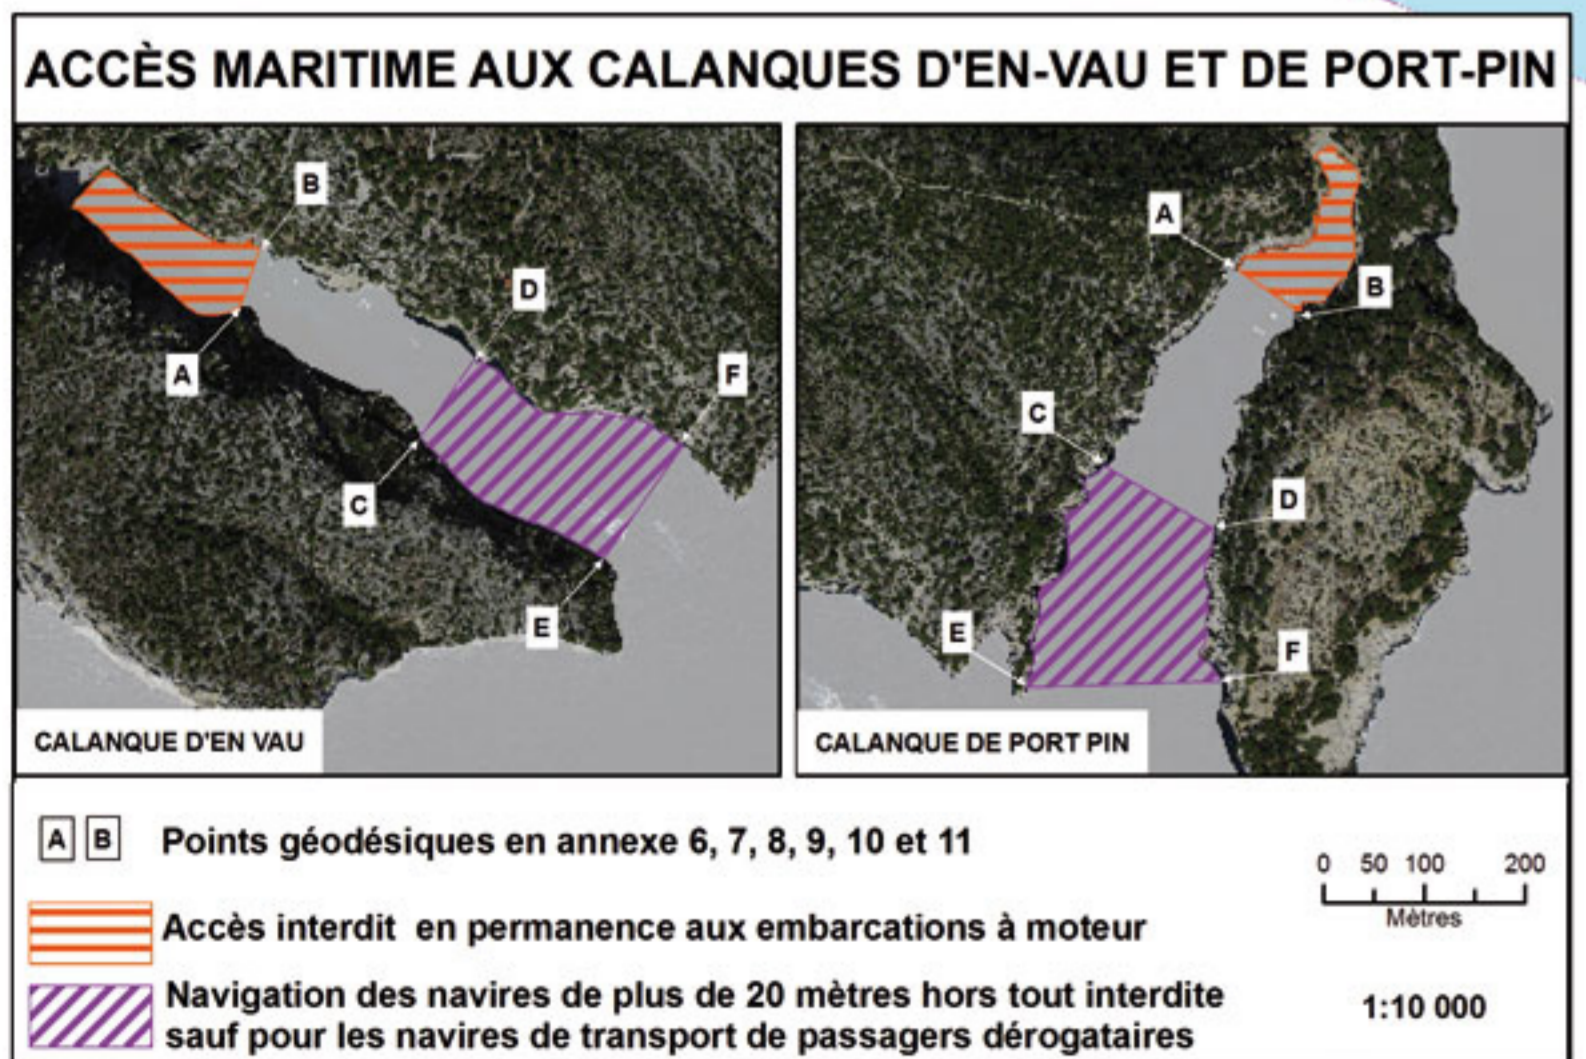 ACCÈS MARITIME AUX CALANQUES D'EN-VAU ET DE PORT-PIN
B
D
F
A
C
E
CALANQUE D'EN VAU
A
B
C
D
E
F
CALANQUE DE PORT PIN
A B Points géodésiques en annexe 6, 7, 8, 9, 10 et 11
0 50 100 200
Mètres
Accès interdit en permanence aux embarcations à moteur
Navigation des navires de plus de 20 mètres hors tout interdite
sauf pour les navires de transport de passagers dérogataires
1:10 000